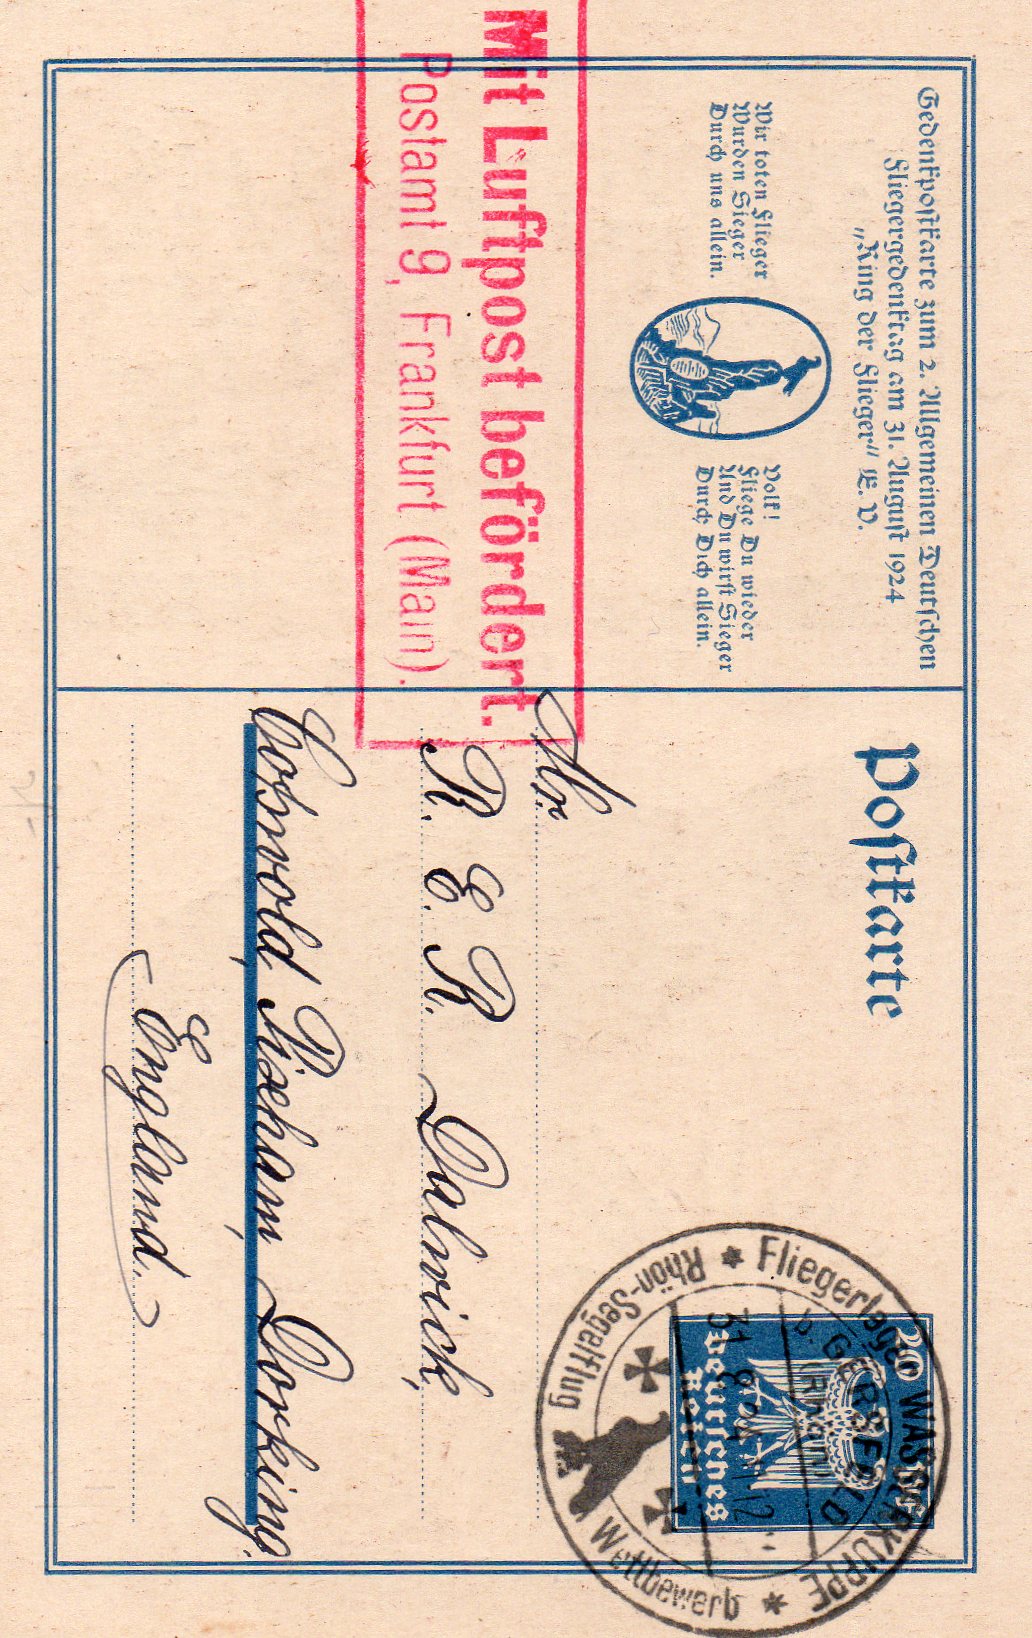 Gedenkpostkarte zum 2. Allgemeinen Deutschen
Fliegergedenktag am 31. August 1924
„Ring der Flieger" E. V.
Wir toten Flieger
Wurden Sieger
Durch uns allein.
Volk!
Fliege Du wieder
And Du wirst Sieger
Durch Dich allein.
Postkarte
20
Deutsches
Reich
* Fliegerlager WASSERKUPPE *
b. GERSFELD
(Rhön)
31. 8. 24 11-12
Rhön-Segelflug Wettbewerb
Mit Luftpost befördert.
Postamt 9, Frankfurt (Main).
Mr.
R. E. R. Dalwick,
Cotswold, Pixham, Dorking.
England.